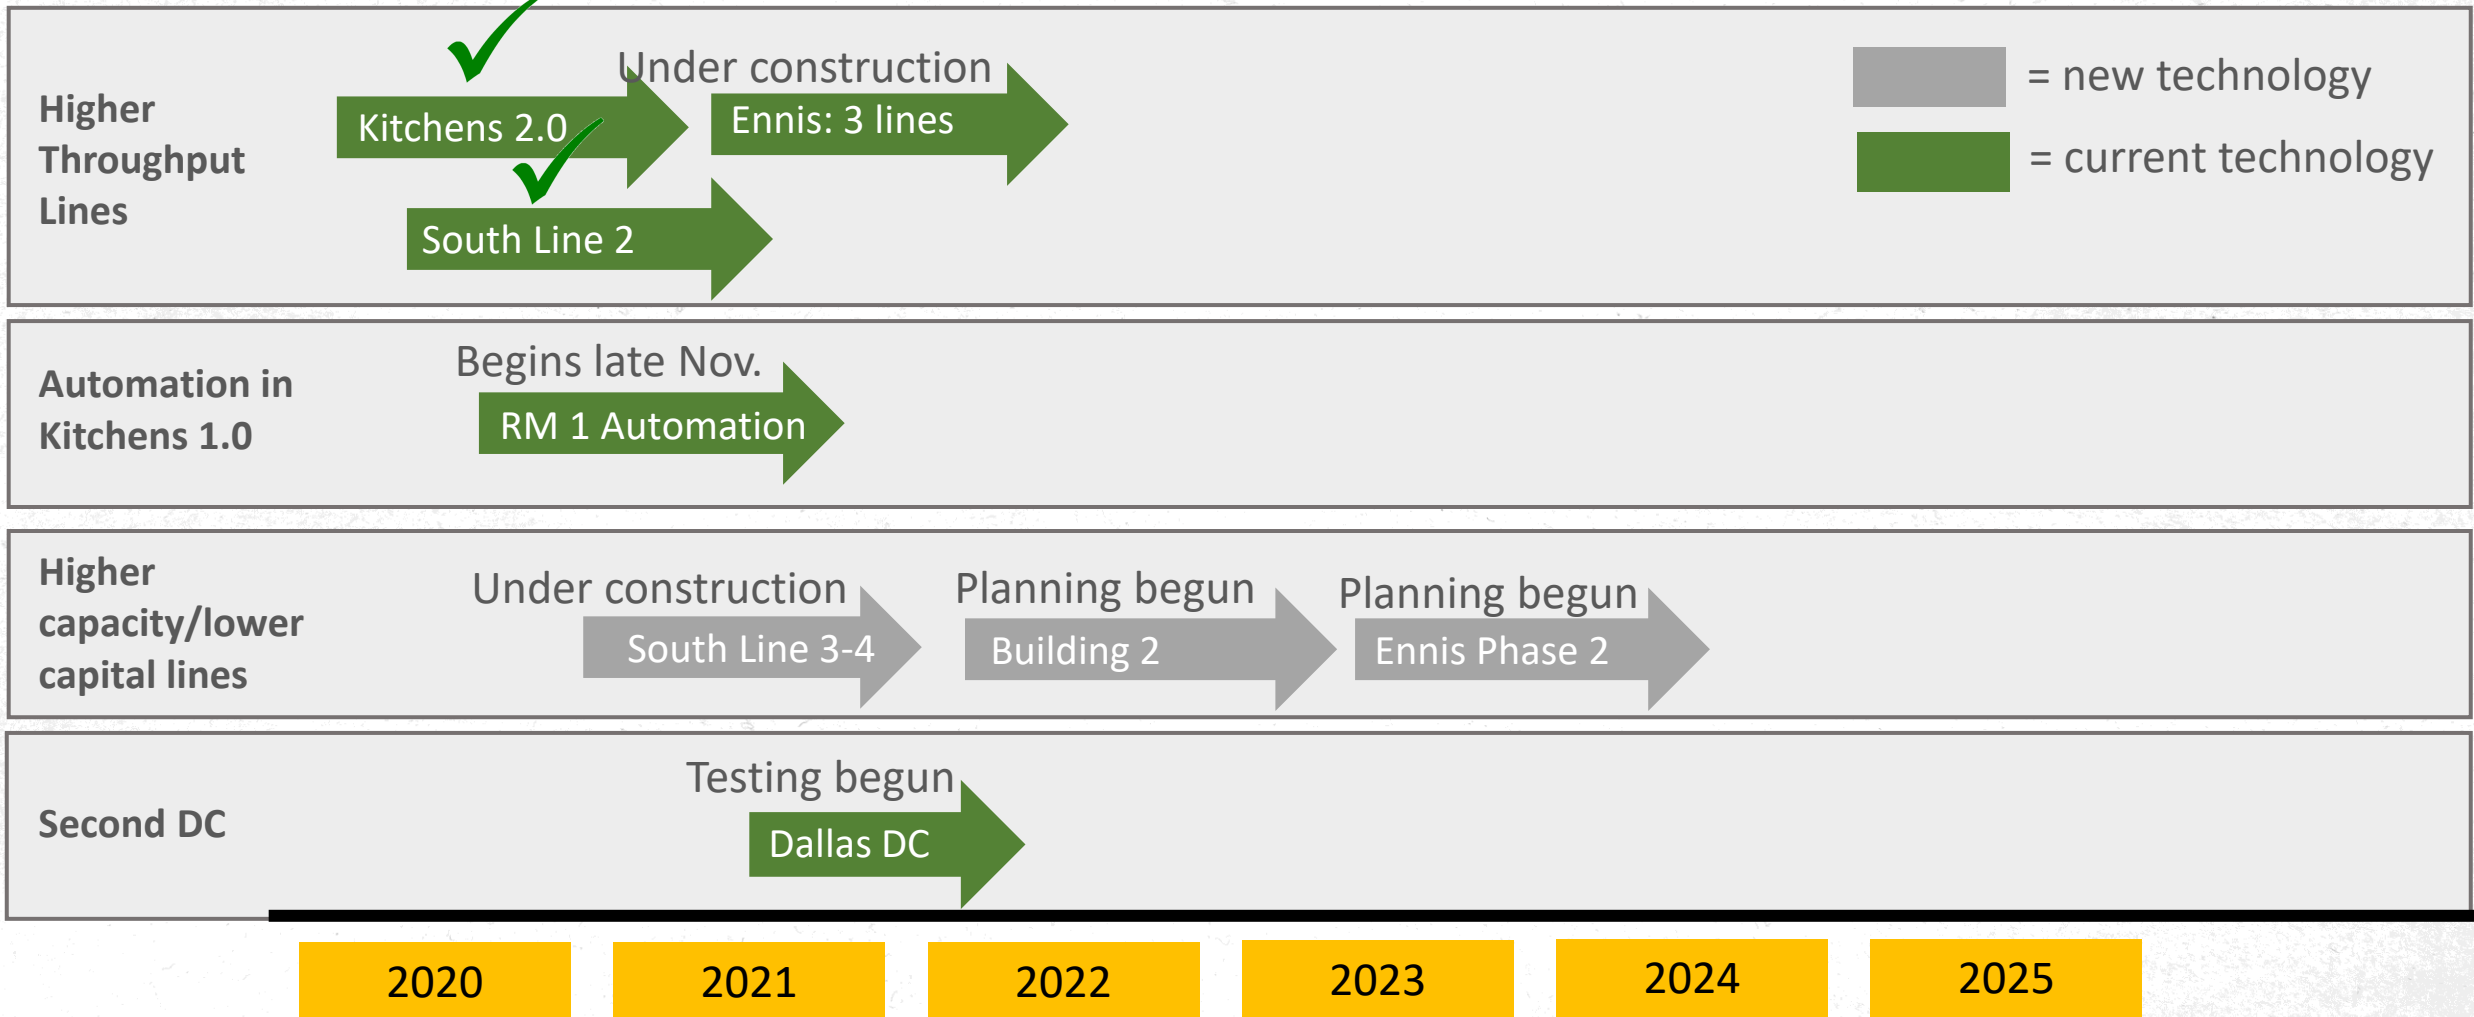 Higher
Throughput
Lines
Under construction
Kitchens 2.0
Ennis: 3 lines
South Line 2
= new technology
= current technology
Automation in
Kitchens 1.0
Begins late Nov.
RM 1 Automation
Higher
capacity/lower
capital lines
Under construction
South Line 3-4
Planning begun
Building 2
Planning begun
Ennis Phase 2
Second DC
Testing begun
Dallas DC
2020
2021
2022
2023
2024
2025